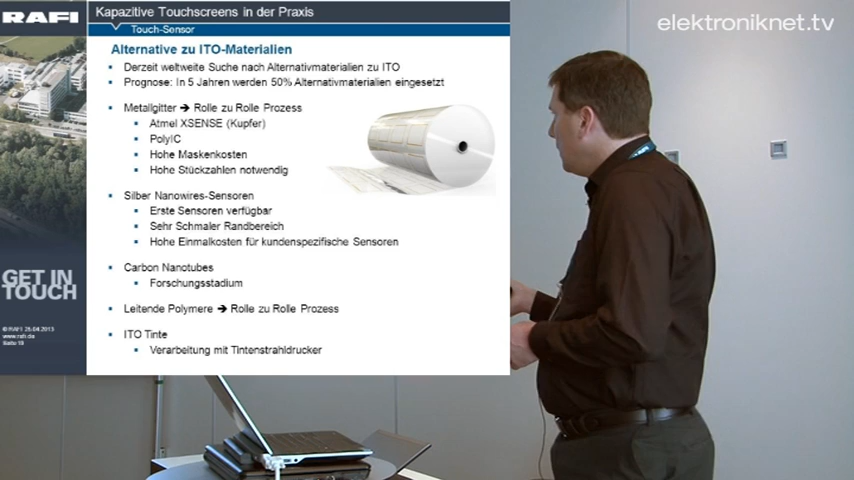 RAFI
Kapazitive Touchscreens in der Praxis
elektroniknet.tv
Touch-Sensor
Alternative zu ITO-Materialien
Derzeit weltweite Suche nach Alternativmaterialien zu ITO
Prognose: In 5 Jahren werden 50% Alternativmaterialien eingesetzt
Metallgitter ➔ Rolle zu Rolle Prozess
Atmel XSENSE (Kupfer)
PolyIC
Hohe Maskenkosten
Hohe Stückzahlen notwendig
Silber Nanowires-Sensoren
Erste Sensoren verfügbar
Sehr Schmaler Randbereich
Hohe Einmalkosten für kundenspezifische Sensoren
Carbon Nanotubes
Forschungsstadium
Leitende Polymere ➔ Rolle zu Rolle Prozess
ITO Tinte
Verarbeitung mit Tintenstrahldrucker
GET IN
TOUCH
© RAFI 25.04.2013
www.rafi.de
Seite 19
RAFI